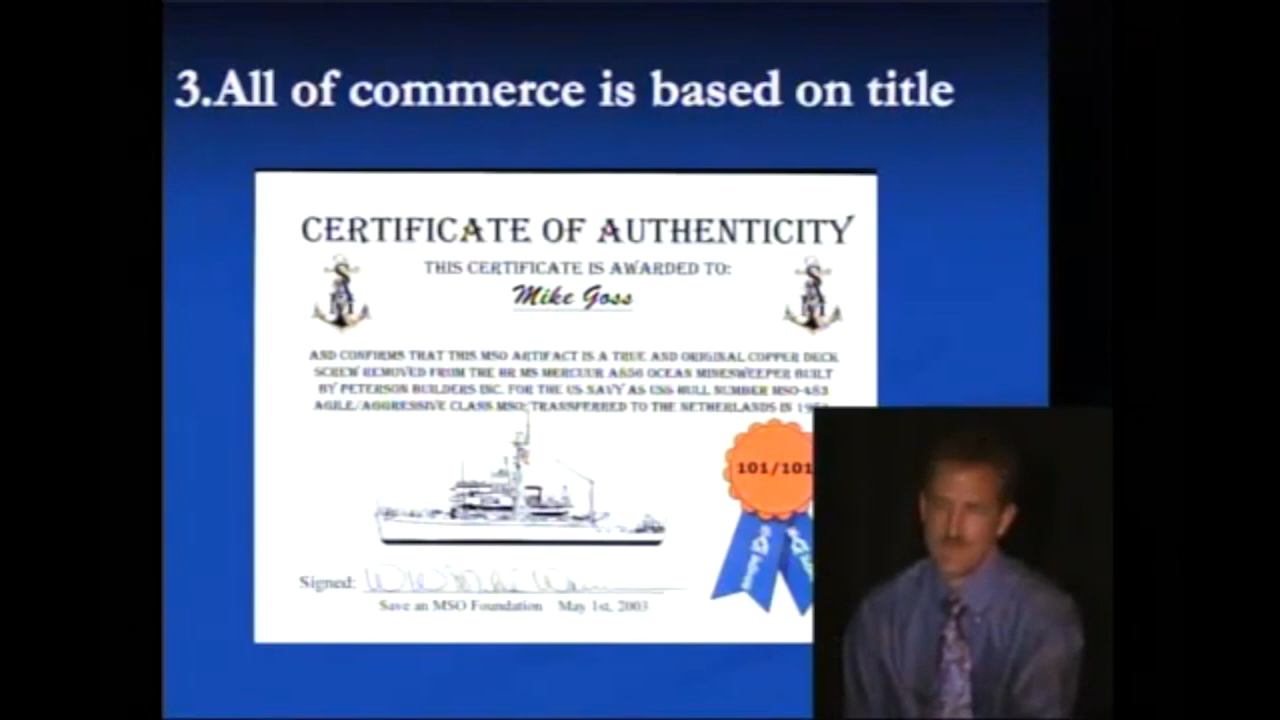 3.All of commerce is based on title
CERTIFICATE OF AUTHENTICITY
THIS CERTIFICATE IS AWARDED TO:
Mike Goss
AND CONFIRMS THAT THIS MSO ARTIFACT IS A TRUE AND ORIGINAL COPPER DECK
SCREW REMOVED FROM THE HR MS MERCUUR A856 OCEAN MINESWEEPER BUILT
BY PETERSON BUILDERS INC. FOR THE US NAVY AS USS HULL NUMBER MSO-483
AGILE/AGGRESSIVE CLASS MSO; TRANSFERRED TO THE NETHERLANDS IN
101/101
Signed:
Save an MSO Foundation May 1st, 2003